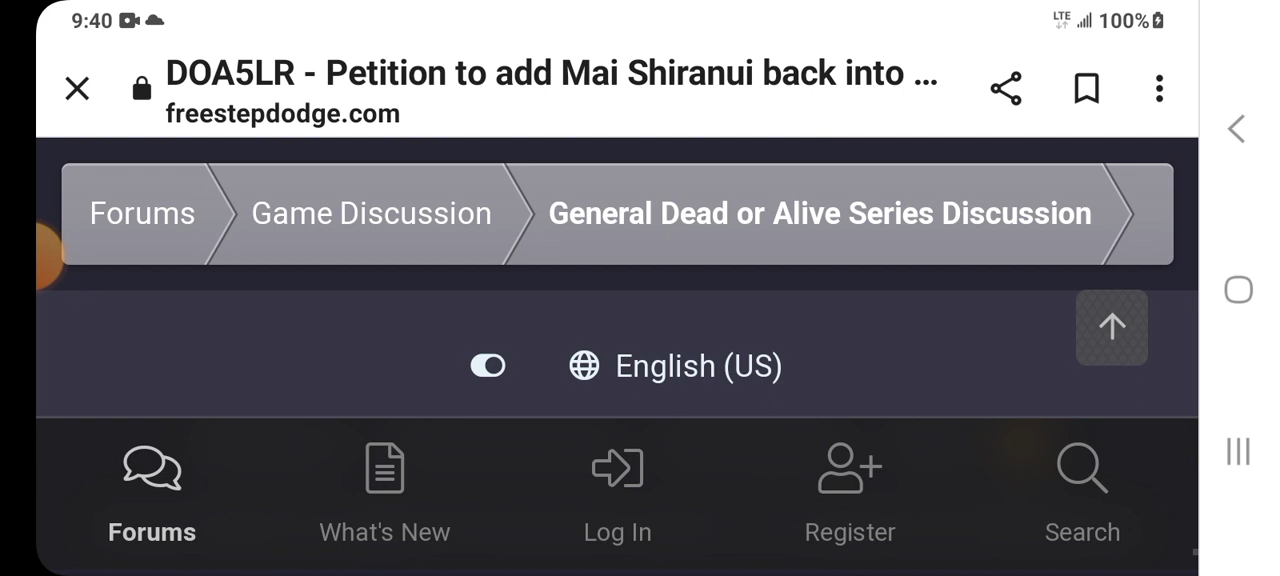 9:40
LTE 100%
DOA5LR - Petition to add Mai Shiranui back into ...
freestepdodge.com
Forums Game Discussion General Dead or Alive Series Discussion
English (US)
Forums What's New Log In Register Search